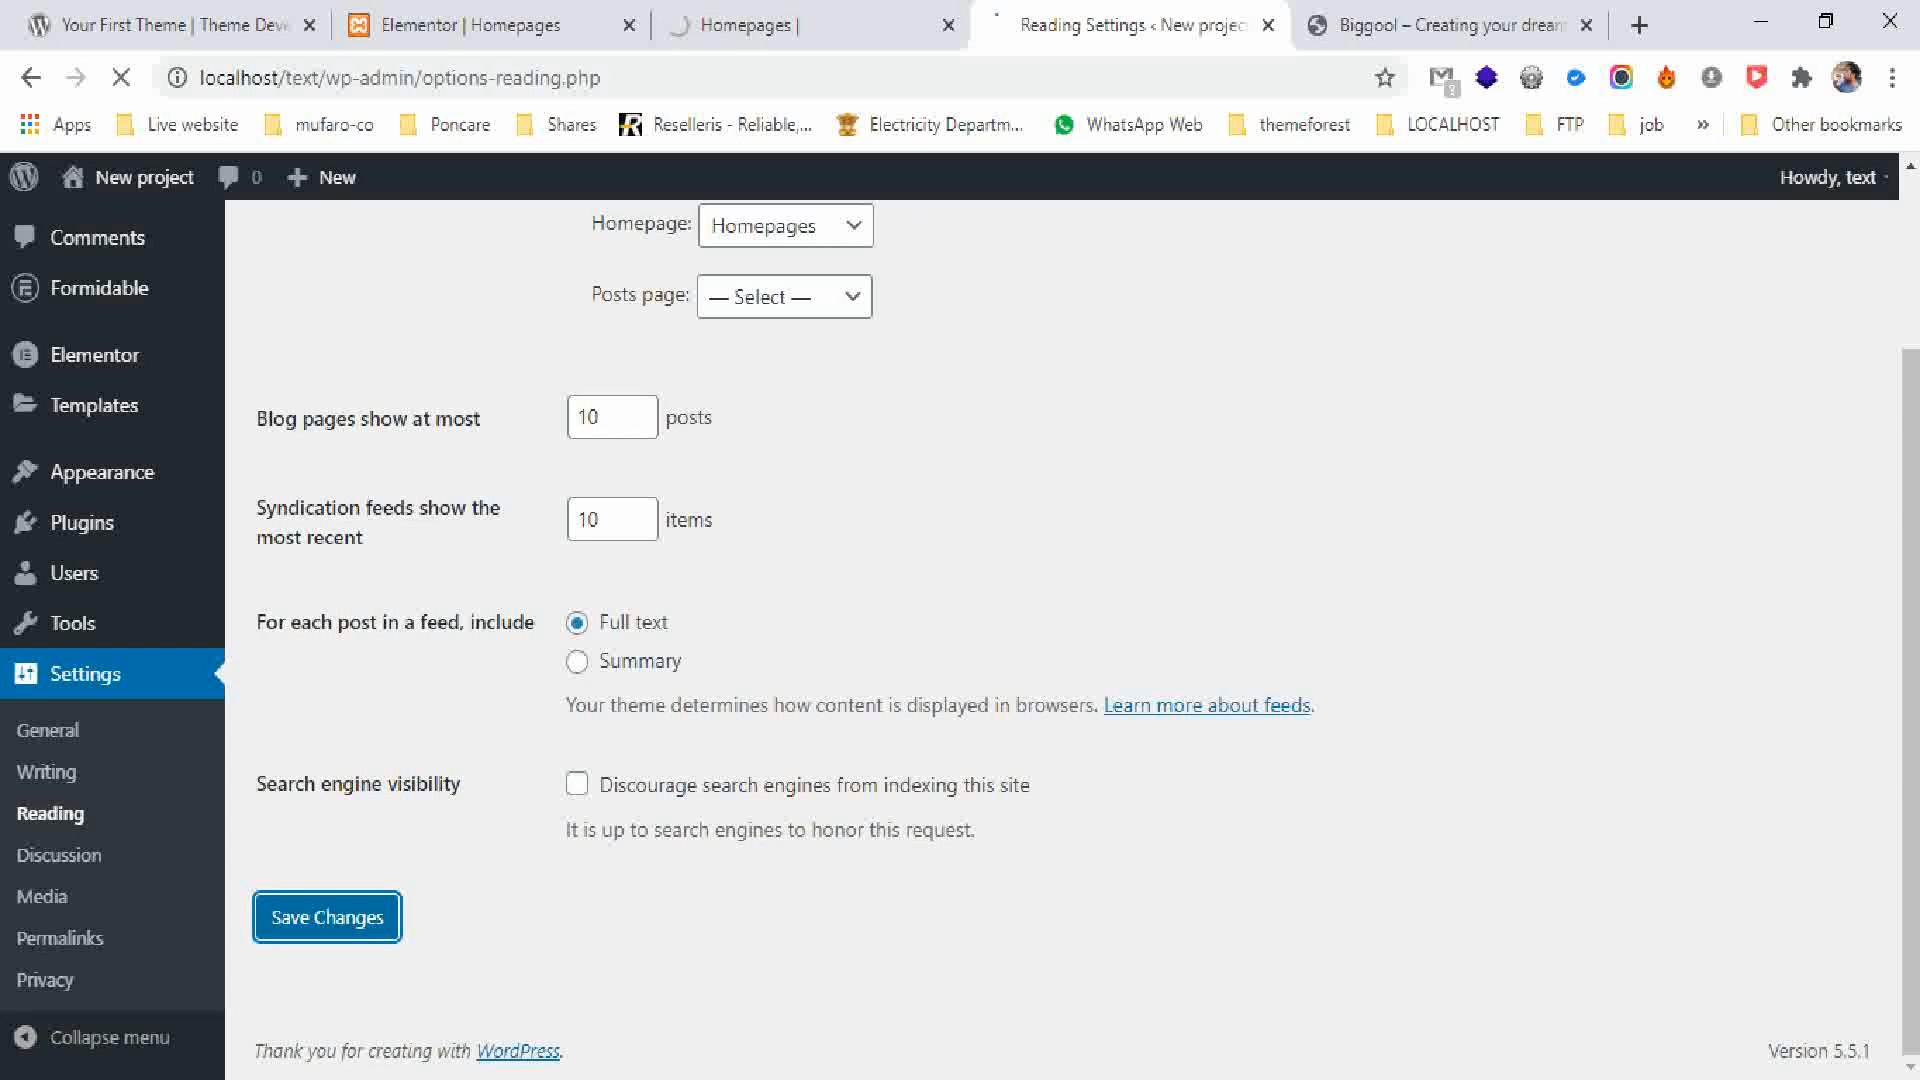 Your First Theme | Theme Deve
Elementor | Homepages
Homepages |
Reading Settings ‹ New projec
Biggool – Creating your dream
localhost/text/wp-admin/options-reading.php
Apps
Live website
mufaro-co
Poncare
Shares
Reselleris - Reliable,...
Electricity Departm...
WhatsApp Web
themeforest
LOCALHOST
FTP
job
»
Other bookmarks
New project
0
New
Howdy, text
Comments
Formidable
Elementor
Templates
Appearance
Plugins
Users
Tools
Settings
General
Writing
Reading
Discussion
Media
Permalinks
Privacy
Collapse menu
Homepage: Homepages
Posts page: — Select —
Blog pages show at most 10 posts
Syndication feeds show the
most recent
10 items
For each post in a feed, include
Full text
Summary
Your theme determines how content is displayed in browsers. Learn more about feeds.
Search engine visibility
Discourage search engines from indexing this site
It is up to search engines to honor this request.
Save Changes
Thank you for creating with WordPress.
Version 5.5.1